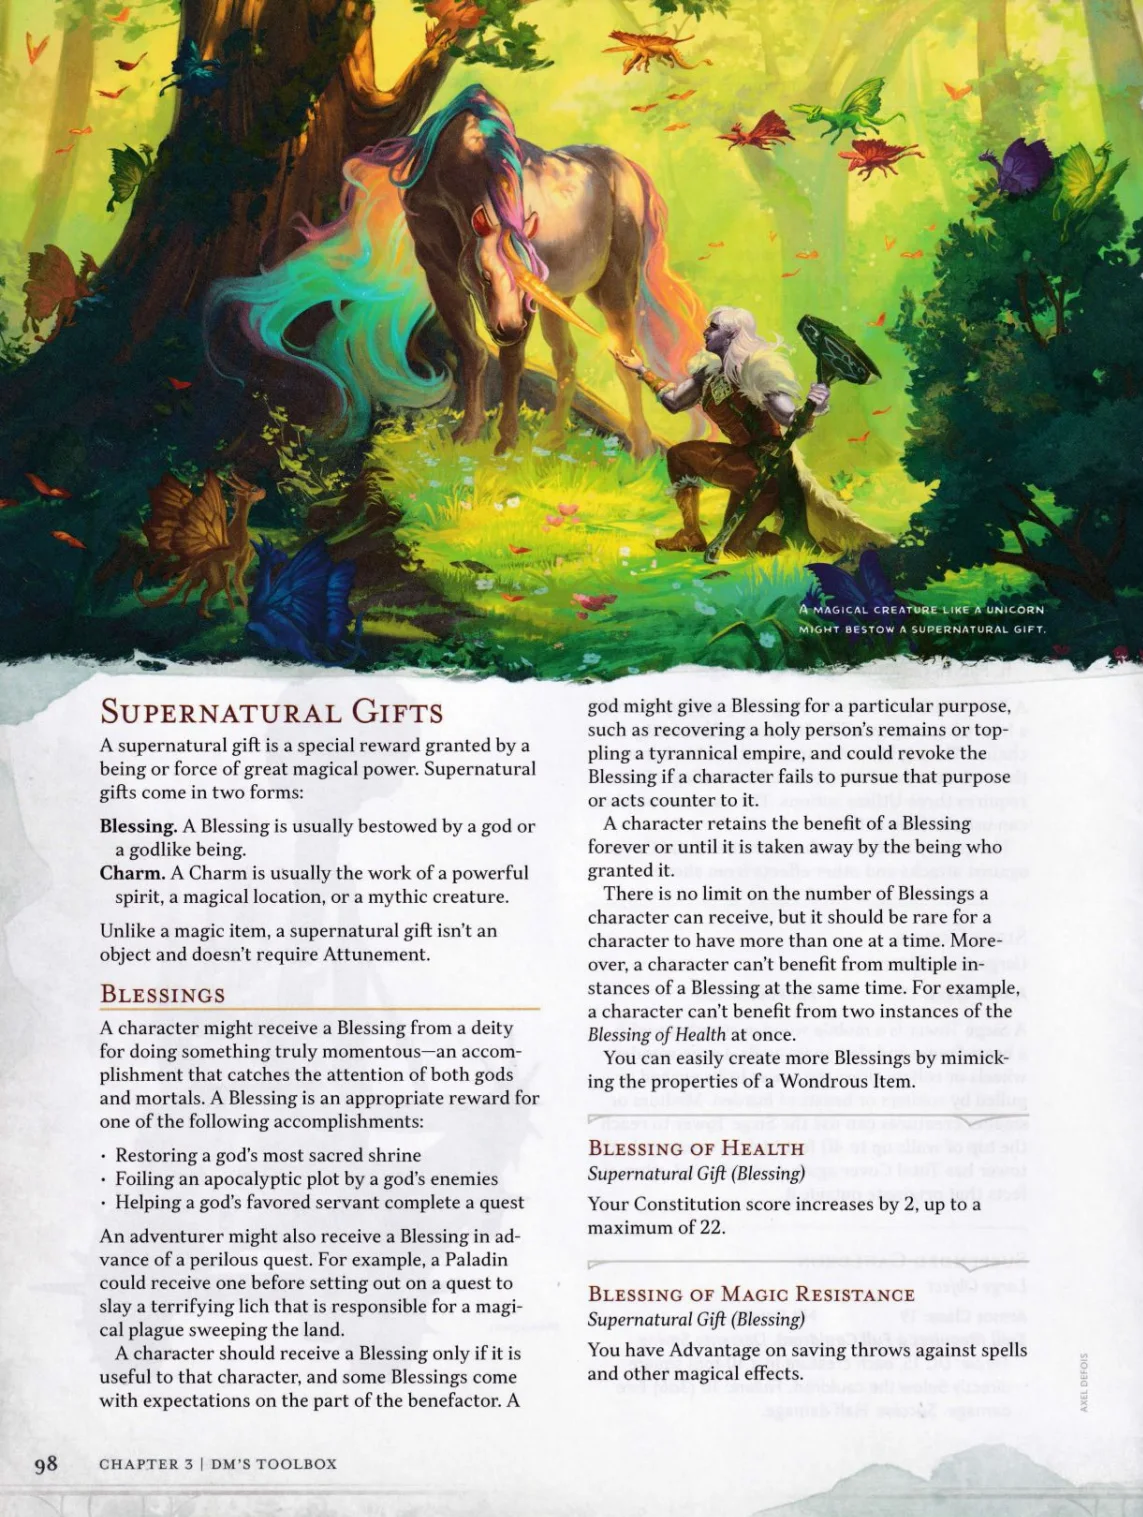 A MAGICAL CREATURE LIKE A UNICORN
MIGHT BESTOW A SUPERNATURAL GIFT.
SUPERNATURAL GIFTS
A supernatural gift is a special reward granted by a
being or force of great magical power. Supernatural
gifts come in two forms:
Blessing. A Blessing is usually bestowed by a god or
a godlike being.
Charm. A Charm is usually the work of a powerful
spirit, a magical location, or a mythic creature.
Unlike a magic item, a supernatural gift isn't an
object and doesn't require Attunement.
BLESSINGS
A character might receive a Blessing from a deity
for doing something truly momentous—an accom-
plishment that catches the attention of both gods
and mortals. A Blessing is an appropriate reward for
one of the following accomplishments:
• Restoring a god's most sacred shrine
• Foiling an apocalyptic plot by a god's enemies
• Helping a god's favored servant complete a quest
An adventurer might also receive a Blessing in ad-
vance of a perilous quest. For example, a Paladin
could receive one before setting out on a quest to
slay a terrifying lich that is responsible for a magi-
cal plague sweeping the land.
A character should receive a Blessing only if it is
useful to that character, and some Blessings come
with expectations on the part of the benefactor. A
god might give a Blessing for a particular purpose,
such as recovering a holy person's remains or top-
pling a tyrannical empire, and could revoke the
Blessing if a character fails to pursue that purpose
or acts counter to it.
A character retains the benefit of a Blessing
forever or until it is taken away by the being who
granted it.
There is no limit on the number of Blessings a
character can receive, but it should be rare for a
character to have more than one at a time. More-
over, a character can't benefit from multiple in-
stances of a Blessing at the same time. For example,
a character can't benefit from two instances of the
Blessing of Health at once.
You can easily create more Blessings by mimick-
ing the properties of a Wondrous Item.
BLESSING OF HEALTH
Supernatural Gift (Blessing)
Your Constitution score increases by 2, up to a
maximum of 22.
BLESSING OF MAGIC RESISTANCE
Supernatural Gift (Blessing)
You have Advantage on saving throws against spells
and other magical effects.
AXEL DEFOIS
98 CHAPTER 3 | DM'S TOOLBOX